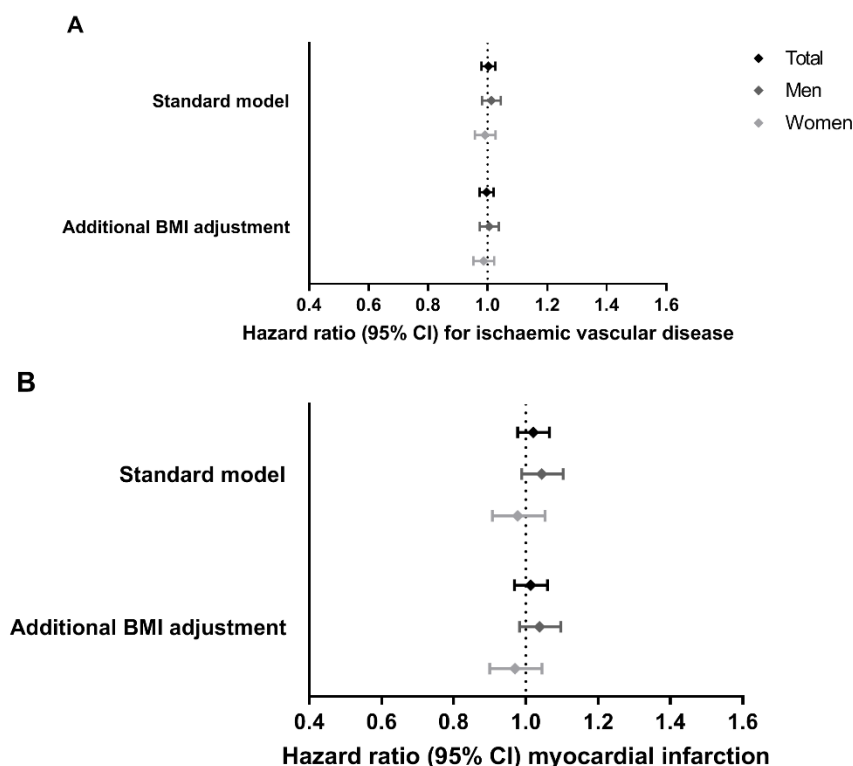 A
Total
Men
Women
Standard model
Additional BMI adjustment
0.4 0.6 0.8 1.0 1.2 1.4 1.6
Hazard ratio (95% CI) for ischaemic vascular disease
B
Standard model
Additional BMI adjustment
0.4 0.6 0.8 1.0 1.2 1.4 1.6
Hazard ratio (95% CI) myocardial infarction